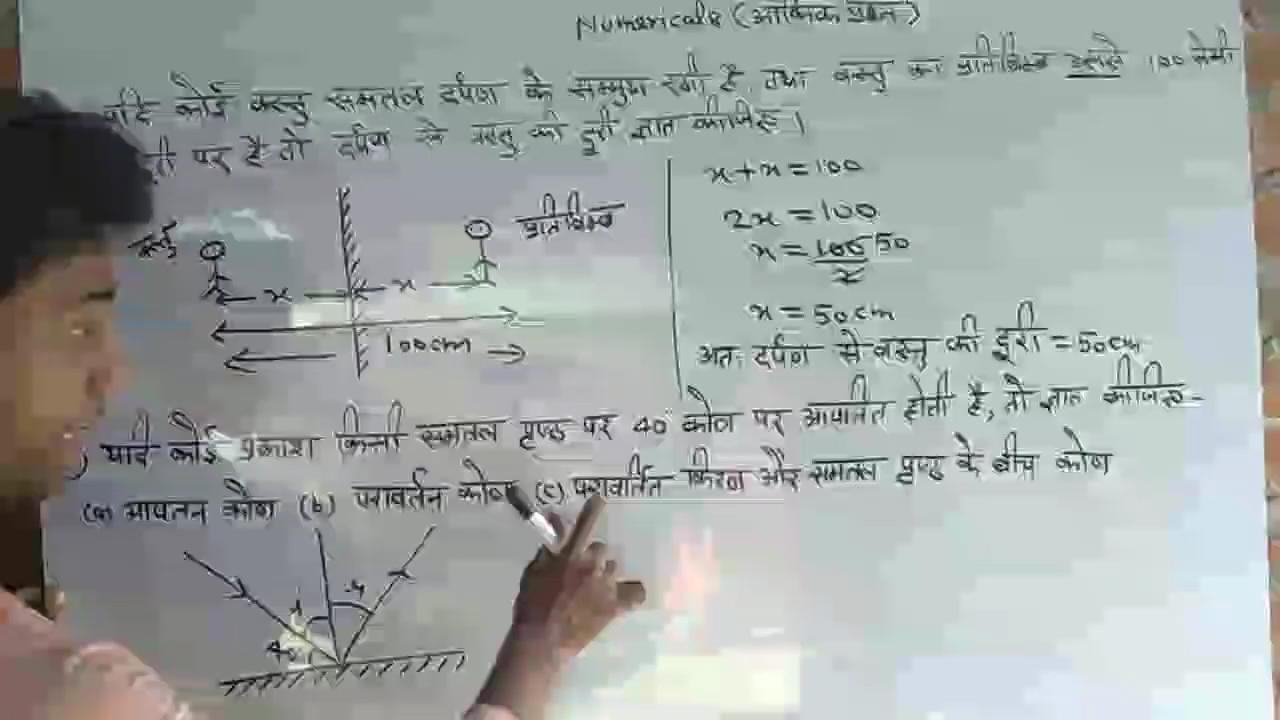 Numericals (आंकिक प्रश्न)
यदि कोई वस्तु समतल दर्पण के सम्मुख रखी है, तथा वस्तु का प्रतिबिम्ब उससे 100 सेमी
दूरी पर है तो दर्पण से वस्तु की दूरी ज्ञात कीजिए।
वस्तु
प्रतिबिम्ब
x x
100cm
x+x=100
2x=100
x=100 50
2
x=50cm
अतः दर्पण से वस्तु की दूरी =50cm
यदि कोई प्रकाश किसी समतल पृष्ठ पर 40° कोण पर आपतित होती है, तो ज्ञात कीजिए-
(a) आपतन कोण (b) परावर्तन कोण (c) परावर्तित किरण और समतल पृष्ठ के बीच कोण
40